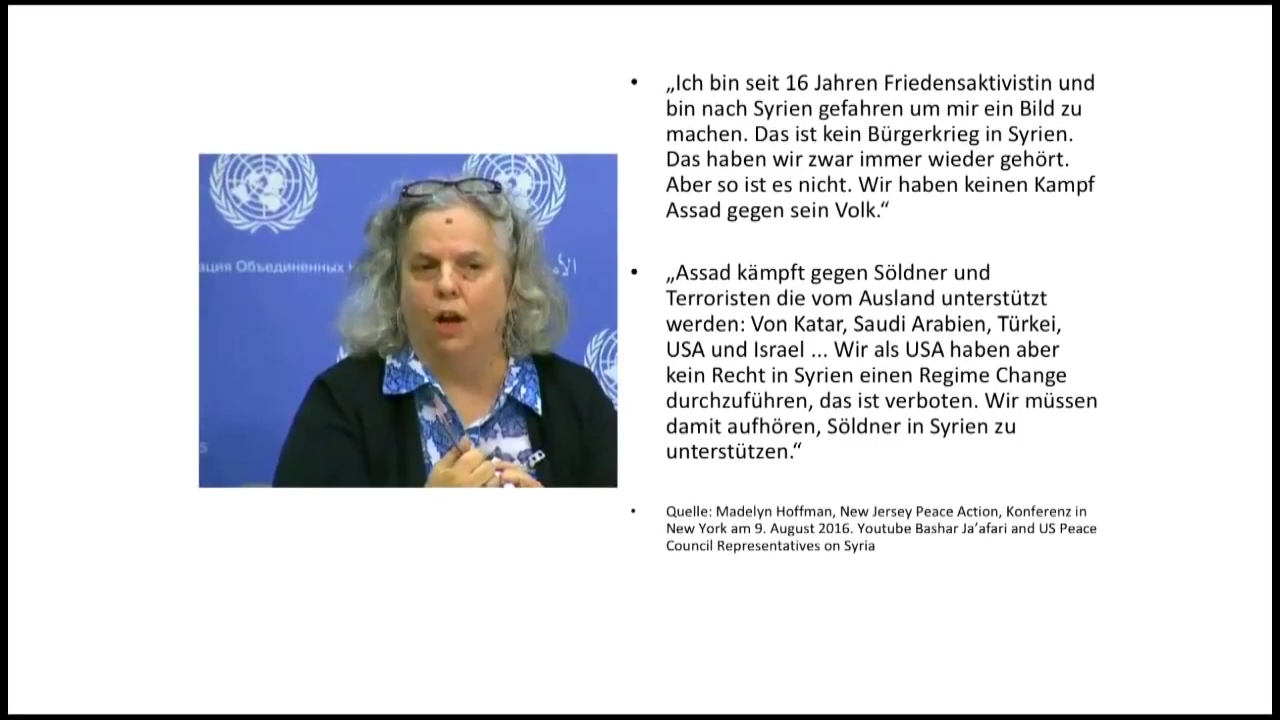 „Ich bin seit 16 Jahren Friedensaktivistin und
bin nach Syrien gefahren um mir ein Bild zu
machen. Das ist kein Bürgerkrieg in Syrien.
Das haben wir zwar immer wieder gehört.
Aber so ist es nicht. Wir haben keinen Kampf
Assad gegen sein Volk.“
„Assad kämpft gegen Söldner und
Terroristen die vom Ausland unterstützt
werden: Von Katar, Saudi Arabien, Türkei,
USA und Israel ... Wir als USA haben aber
kein Recht in Syrien einen Regime Change
durchzuführen, das ist verboten. Wir müssen
damit aufhören, Söldner in Syrien zu
unterstützen.“
Quelle: Madelyn Hoffman, New Jersey Peace Action, Konferenz in
New York am 9. August 2016. Youtube Bashar Ja’afari and US Peace
Council Representatives on Syria
Объединенных